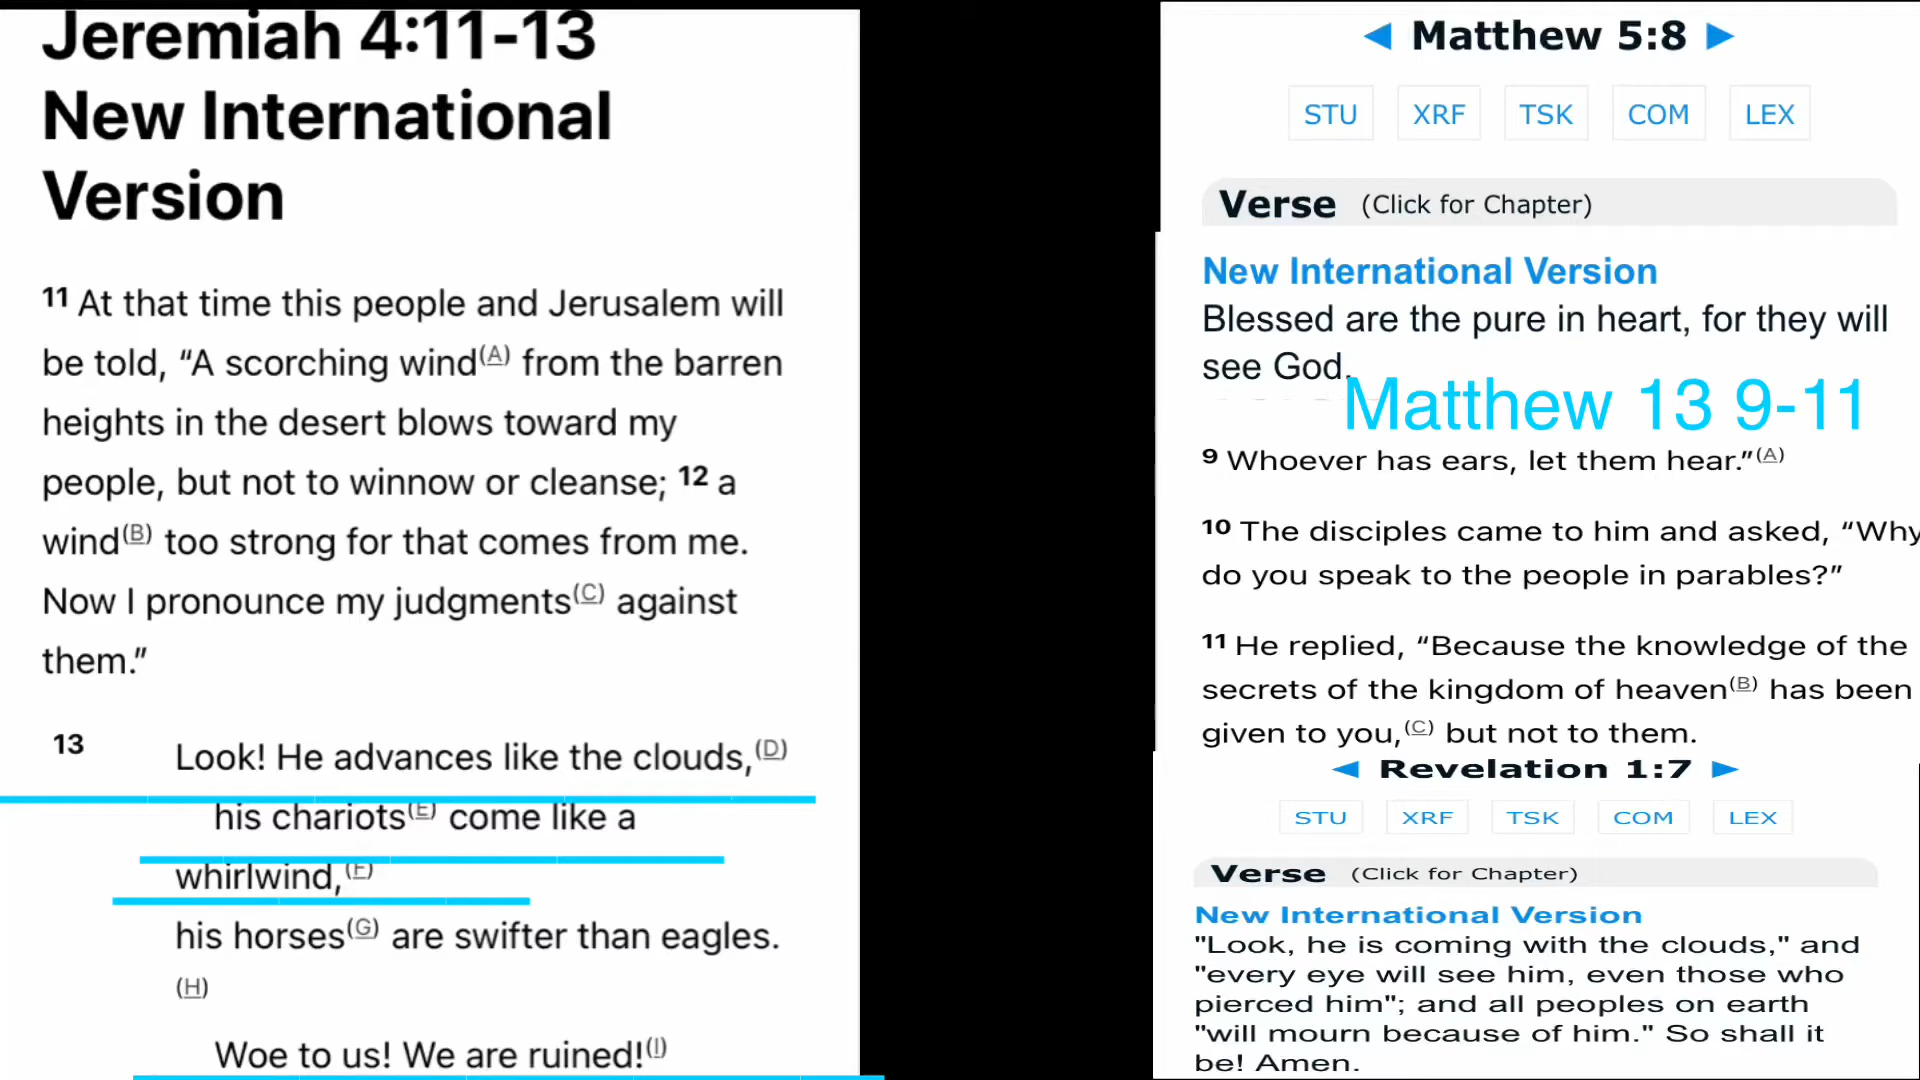 Jeremiah 4:11-13
New International
Version
11 At that time this people and Jerusalem will
be told, “A scorching wind(A) from the barren
heights in the desert blows toward my
people, but not to winnow or cleanse; 12 a
wind(B) too strong for that comes from me.
Now I pronounce my judgments(C) against
them.”
13 Look! He advances like the clouds,(D)
his chariots(E) come like a
whirlwind,(F)
his horses(G) are swifter than eagles.
(H)
Woe to us! We are ruined!(I)
◀ Matthew 5:8 ▶
STU XRF TSK COM LEX
Verse (Click for Chapter)
New International Version
Blessed are the pure in heart, for they will
see God.
Matthew 13 9-11
9 Whoever has ears, let them hear.”(A)
10 The disciples came to him and asked, “Why
do you speak to the people in parables?”
11 He replied, “Because the knowledge of the
secrets of the kingdom of heaven(B) has been
given to you,(C) but not to them.
◀ Revelation 1:7 ▶
STU XRF TSK COM LEX
Verse (Click for Chapter)
New International Version
"Look, he is coming with the clouds," and
"every eye will see him, even those who
pierced him"; and all peoples on earth
"will mourn because of him." So shall it
be! Amen.